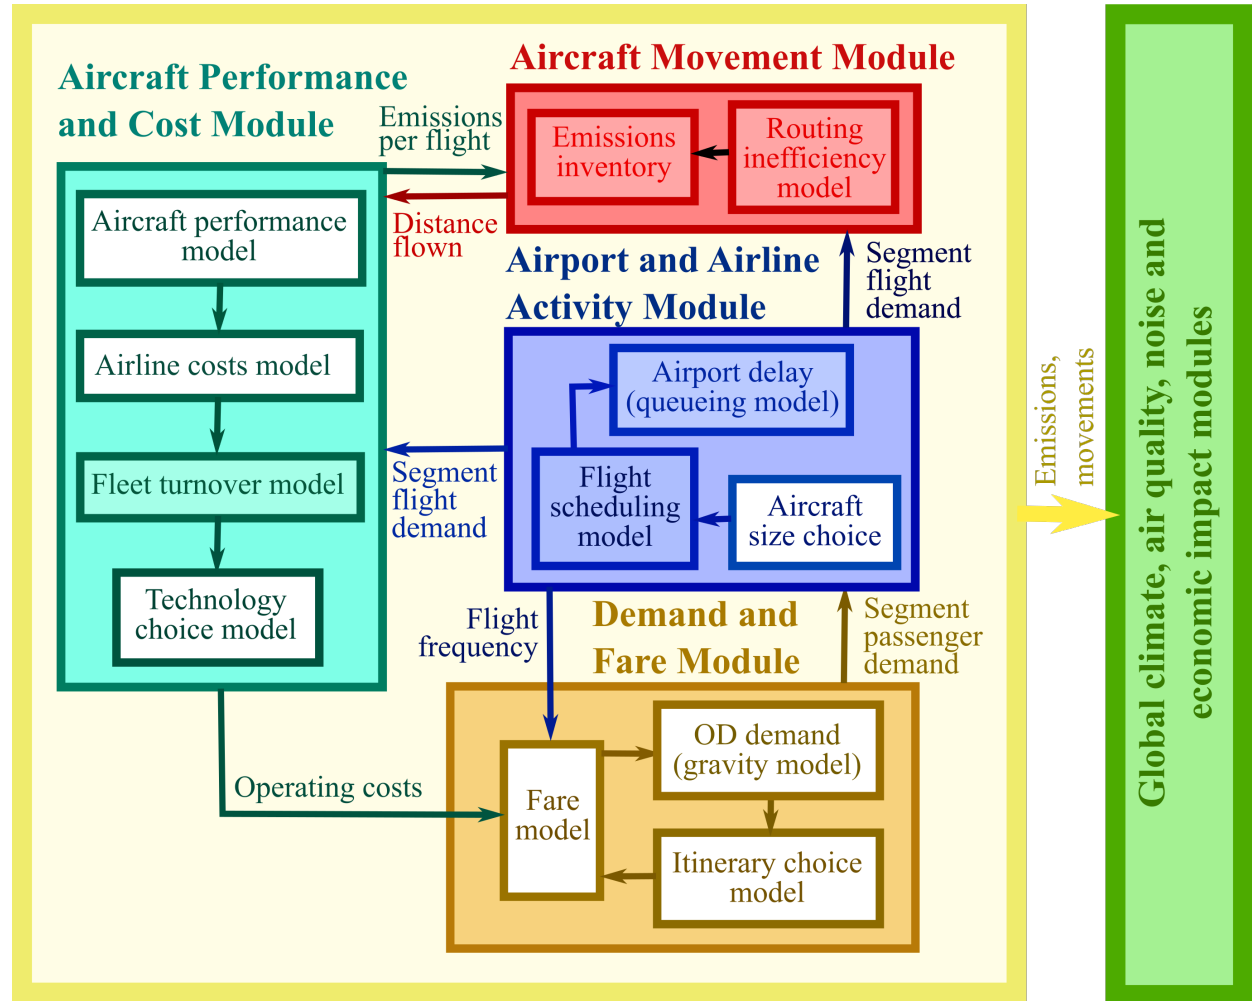 Aircraft Performance
and Cost Module
Emissions
per flight
Aircraft Movement Module
Emissions
inventory
Routing
inefficiency
model
Distance
flown
Aircraft performance
model
Airline costs model
Fleet turnover model
Technology
choice model
Airport and Airline
Activity Module
Segment
flight
demand
Airport delay
(queueing model)
Flight
scheduling
model
Aircraft
size choice
Segment
flight
demand
Flight
frequency
Demand and
Fare Module
Segment
passenger
demand
Operating costs
Fare
model
OD demand
(gravity model)
Itinerary choice
model
Emissions,
movements
Global climate, air quality, noise and
economic impact modules